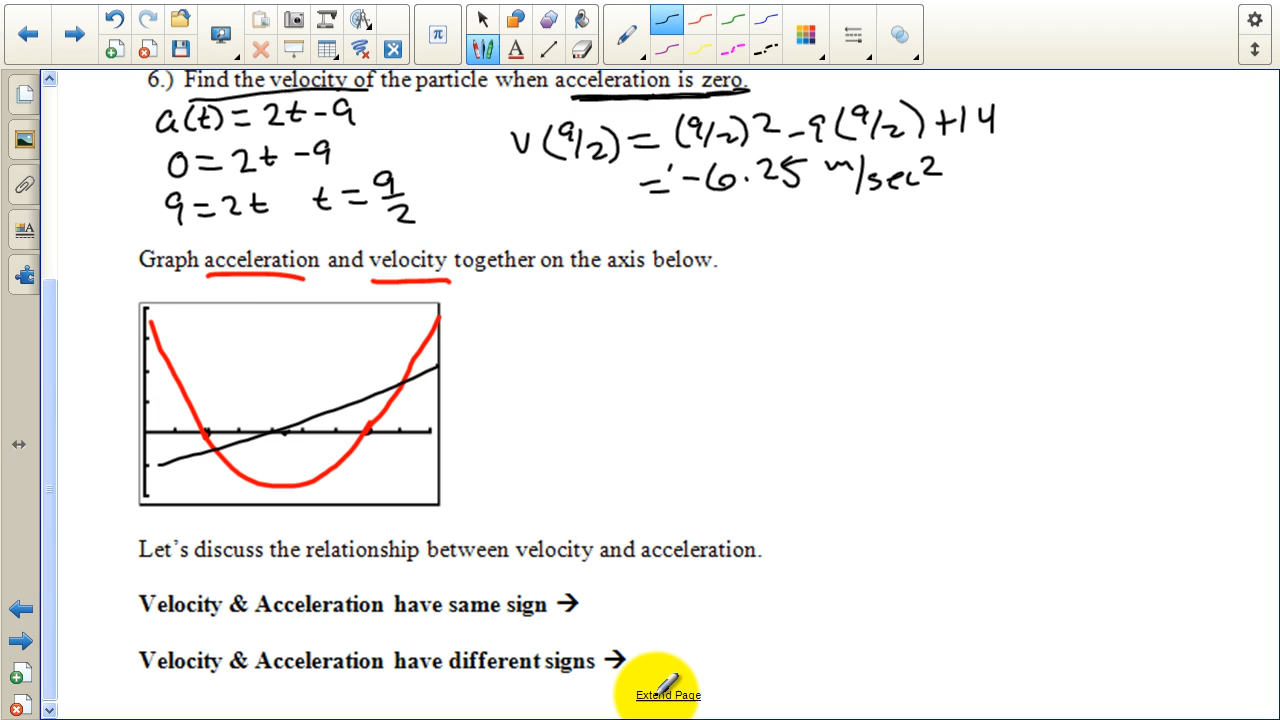 6.) Find the velocity of the particle when acceleration is zero.
a(t) = 2t - 9
0 = 2t - 9
9 = 2t t = 9/2
v(9/2) = (9/2)2 - 9(9/2) + 14
= -6.25 m/sec2
Graph acceleration and velocity together on the axis below.
Let's discuss the relationship between velocity and acceleration.
Velocity & Acceleration have same sign →
Velocity & Acceleration have different signs →
Extend Page